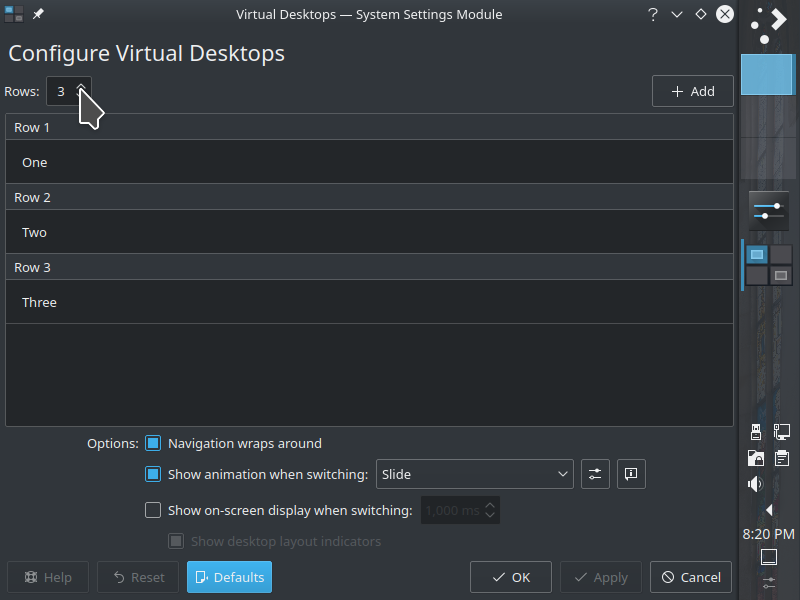 Virtual Desktops — System Settings Module
Configure Virtual Desktops
Rows: 3
Add
Row 1
One
Row 2
Two
Row 3
Three
Options: Navigation wraps around
Show animation when switching: Slide
Show on-screen display when switching: 1,000 ms
Show desktop layout indicators
8:20 PM
Help Reset Defaults OK Apply Cancel